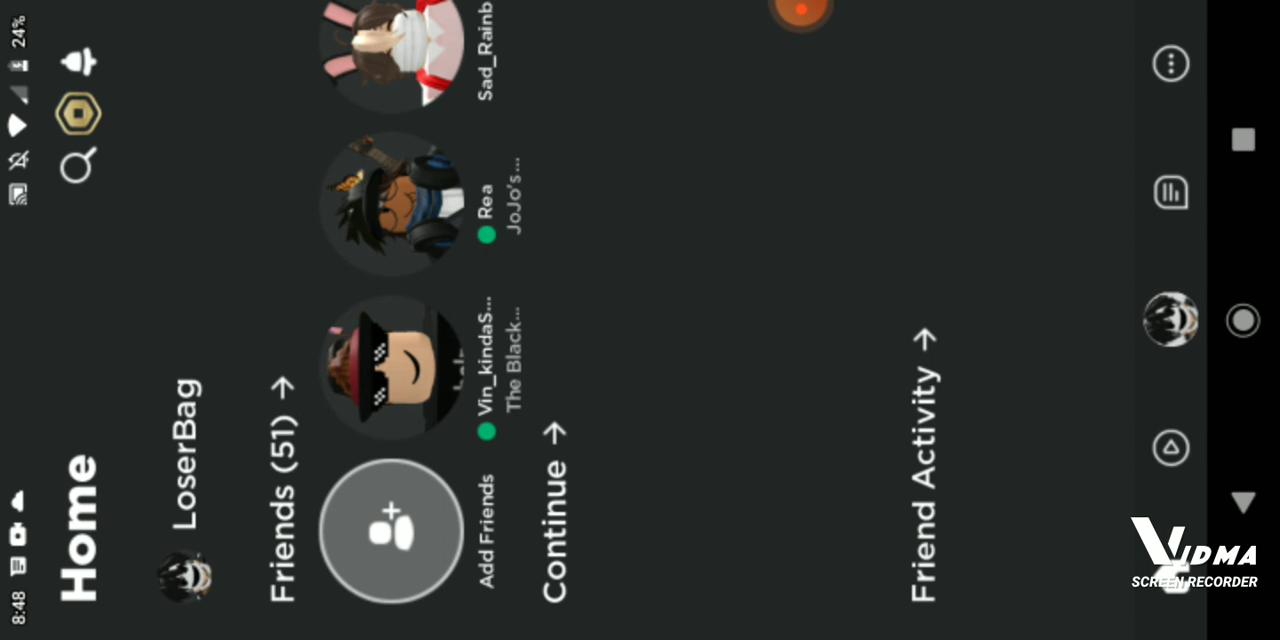 8:48
24%
Home
LoserBag
Friends (51) →
Add Friends
Vin_kindaS...
The Black...
Rea
JoJo's...
Sad_Rainb
Continue →
Friend Activity →
VIDMA
SCREEN RECORDER